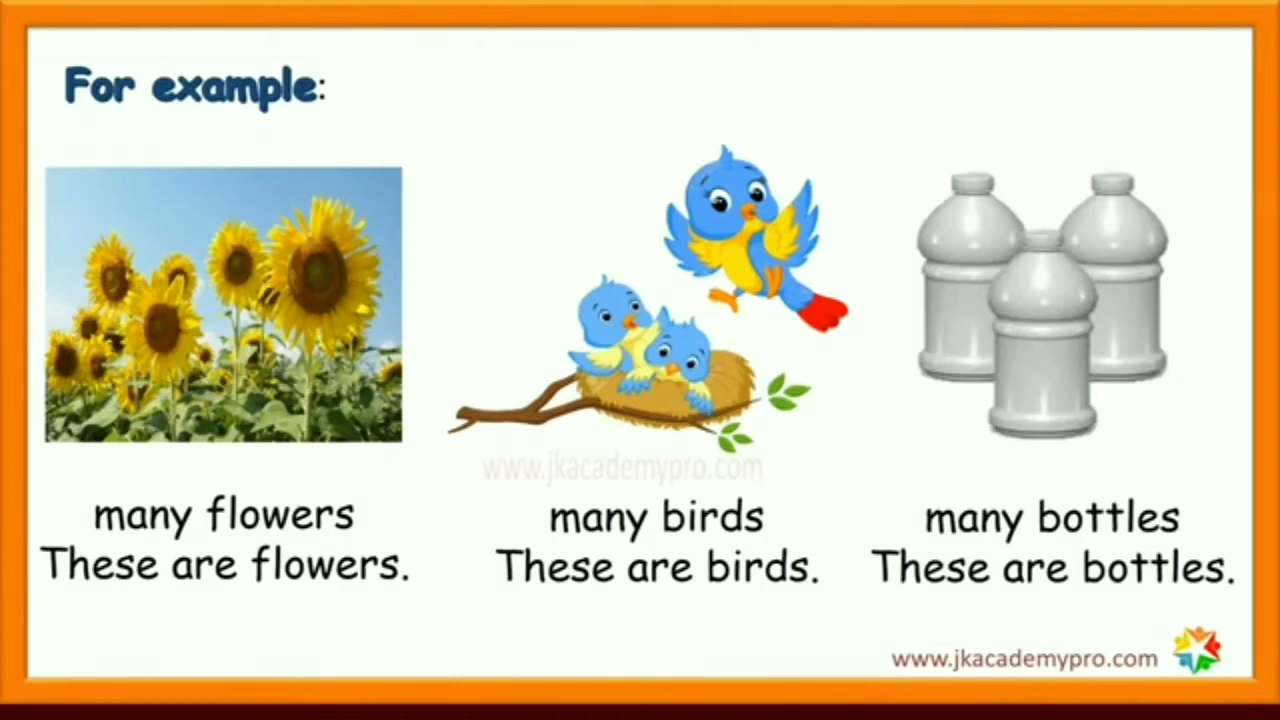 For example:
www.jkacademypro.com
many flowers
These are flowers.
many birds
These are birds.
many bottles
These are bottles.
www.jkacademypro.com